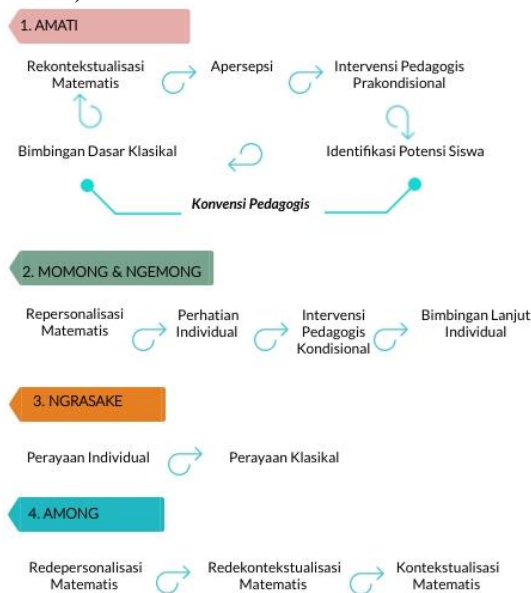 1. AMATI
Rekontekstualisasi
Matematis
Apersepsi
Intervensi Pedagogis
Prakondisional
Bimbingan Dasar Klasikal
Identifikasi Potensi Siswa
Konvensi Pedagogis
2. MOMONG & NGEMONG
Repersonalisasi
Matematis
Perhatian
Individual
Intervensi
Pedagogis
Kondisional
Bimbingan Lanjut
Individual
3. NGRASAKE
Perayaan Individual
Perayaan Klasikal
4. AMONG
Redepersonalisasi
Matematis
Redekontekstualisasi
Matematis
Kontekstualisasi
Matematis